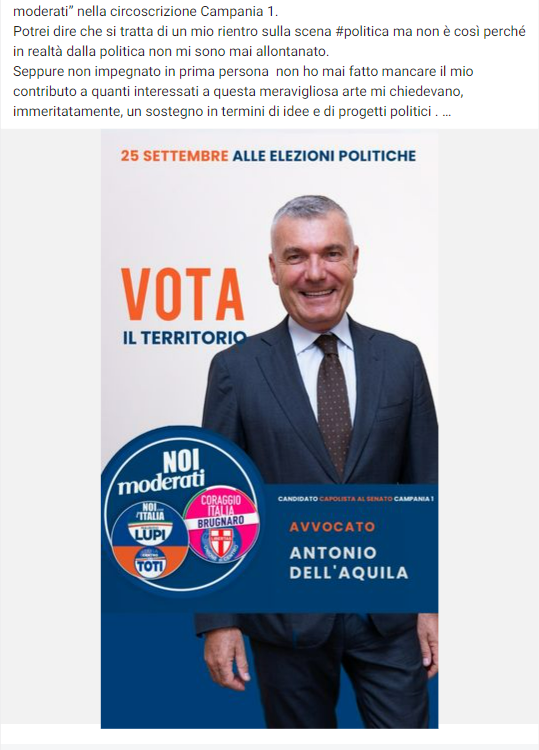 moderati” nella circoscrizione Campania 1.
Potrei dire che si tratta di un mio rientro sulla scena #politica ma non è così perché
in realtà dalla politica non mi sono mai allontanato.
Seppure non impegnato in prima persona  non ho mai fatto mancare il mio
contributo a quanti interessati a questa meravigliosa arte mi chiedevano,
immeritatamente, un sostegno in termini di idee e di progetti politici . ...
25 SETTEMBRE ALLE ELEZIONI POLITICHE
VOTA
IL TERRITORIO
NOI
moderati
NOI
L'ITALIA
LUPI
TOTI
CORAGGIO
ITALIA
BRUGNARO
LIBERTAS
CANDIDATO CAPOLISTA AL SENATO CAMPANIA 1
AVVOCATO
ANTONIO
DELL'AQUILA